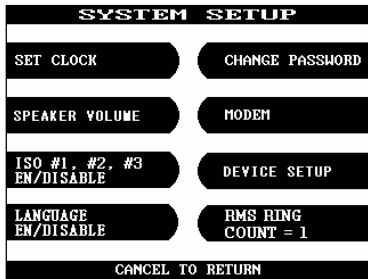 SYSTEM SETUP
SET CLOCK
CHANGE PASSWORD
SPEAKER VOLUME
MODEM
ISO #1, #2, #3
EN/DISABLE
DEVICE SETUP
LANGUAGE
EN/DISABLE
RMS RING
COUNT = 1
CANCEL TO RETURN